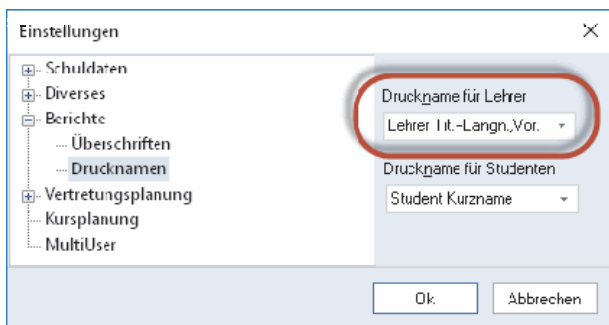 Einstellungen
Schuldaten
Diverses
Berichte
Überschriften
Drucknamen
Vertretungsplanung
Kursplanung
MultiUser
Druckname für Lehrer
Lehrer Tit.-Langn.,Vor.
Druckname für Studenten
Student Kurzname
Ok
Abbrechen